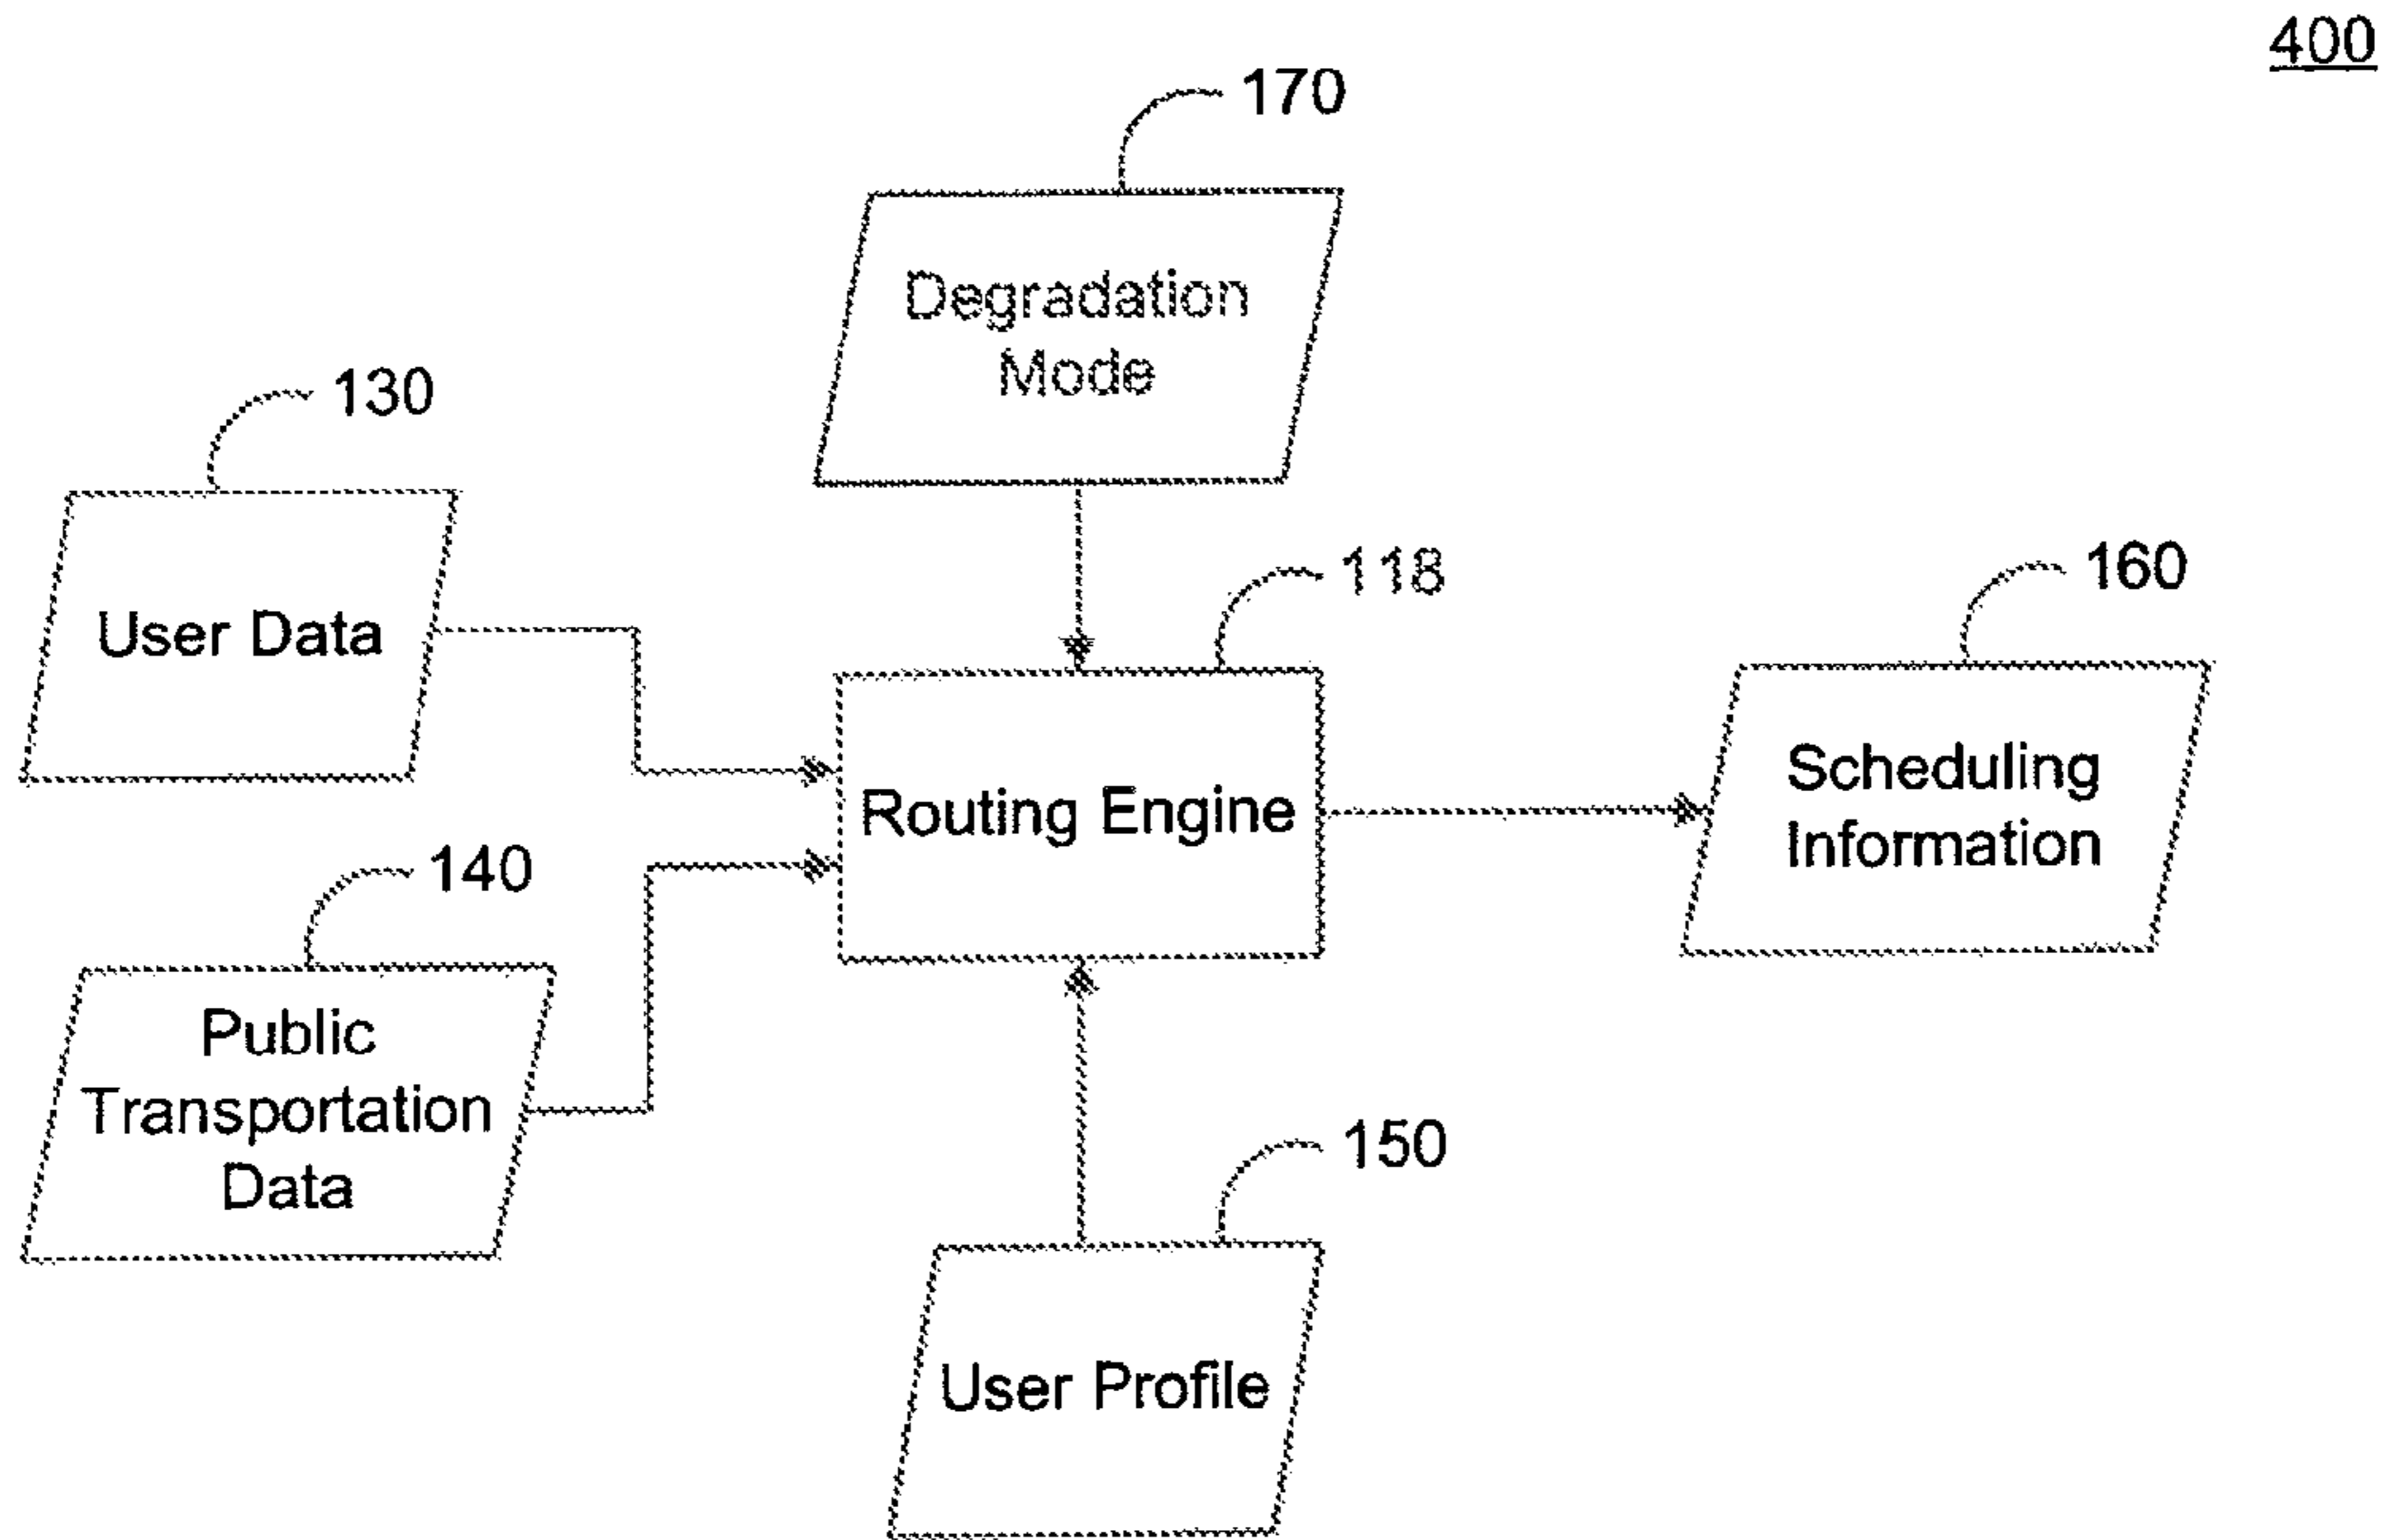 400
170
Degradation
Mode
130
User Data
118
160
Routing Engine
Scheduling
Information
140
Public
Transportation
Data
150
User Profile